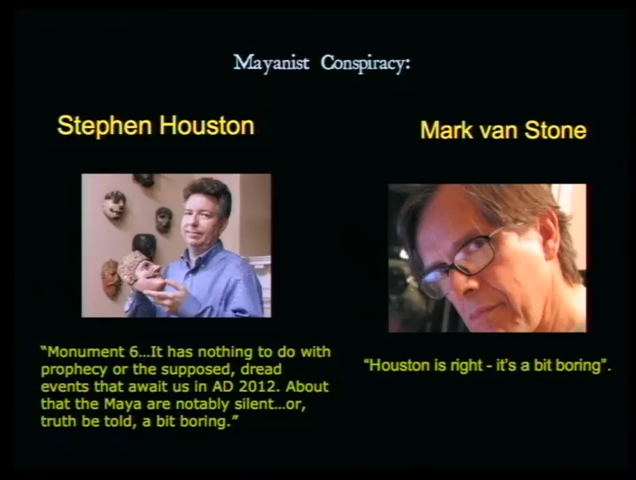 Mayanist Conspiracy:
Stephen Houston
Mark van Stone
"Monument 6...It has nothing to do with
prophecy or the supposed, dread
events that await us in AD 2012. About
that the Maya are notably silent...or,
truth be told, a bit boring."
"Houston is right - it's a bit boring".